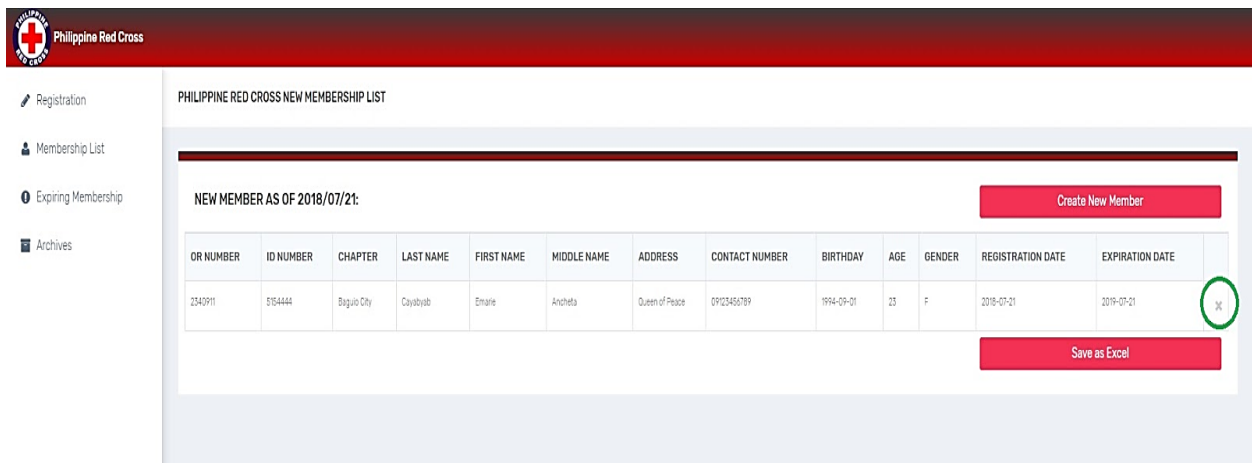 PHILIPPINE
RED CROSS
Philippine Red Cross
Registration
Membership List
Expiring Membership
Archives
PHILIPPINE RED CROSS NEW MEMBERSHIP LIST
NEW MEMBER AS OF 2018/07/21:
Create New Member
OR NUMBER ID NUMBER CHAPTER LAST NAME FIRST NAME MIDDLE NAME ADDRESS CONTACT NUMBER BIRTHDAY AGE GENDER REGISTRATION DATE EXPIRATION DATE
2340911 5154444 Baguio City Cayabyab Emarie Ancheta Queen of Peace 09123456789 1994-09-01 23 F 2018-07-21 2019-07-21 x
Save as Excel